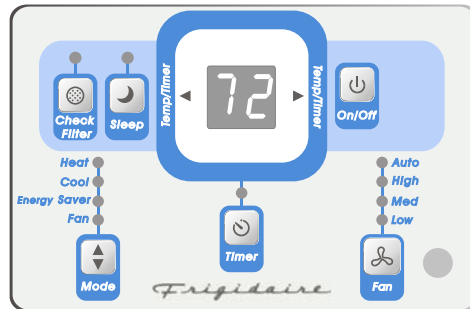 Temp/Timer
72
Temp/Timer
Check
Filter
Sleep
On/Off
Heat
Cool
Energy Saver
Fan
Mode
Timer
Auto
High
Med
Low
Fan
Frigidaire